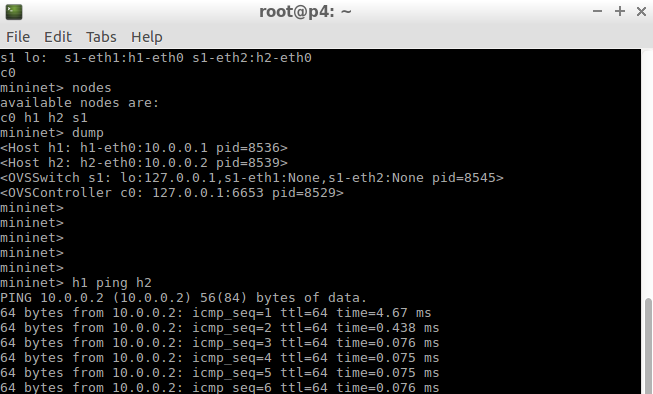 root@p4: ~
File Edit Tabs Help
s1 lo:  s1-eth1:h1-eth0 s1-eth2:h2-eth0
c0
mininet> nodes
available nodes are:
c0 h1 h2 s1
mininet> dump
<Host h1: h1-eth0:10.0.0.1 pid=8536>
<Host h2: h2-eth0:10.0.0.2 pid=8539>
<OVSSwitch s1: lo:127.0.0.1,s1-eth1:None,s1-eth2:None pid=8545>
<OVSController c0: 127.0.0.1:6653 pid=8529>
mininet>
mininet>
mininet>
mininet>
mininet>
mininet> h1 ping h2
PING 10.0.0.2 (10.0.0.2) 56(84) bytes of data.
64 bytes from 10.0.0.2: icmp_seq=1 ttl=64 time=4.67 ms
64 bytes from 10.0.0.2: icmp_seq=2 ttl=64 time=0.438 ms
64 bytes from 10.0.0.2: icmp_seq=3 ttl=64 time=0.076 ms
64 bytes from 10.0.0.2: icmp_seq=4 ttl=64 time=0.075 ms
64 bytes from 10.0.0.2: icmp_seq=5 ttl=64 time=0.075 ms
64 bytes from 10.0.0.2: icmp_seq=6 ttl=64 time=0.076 ms